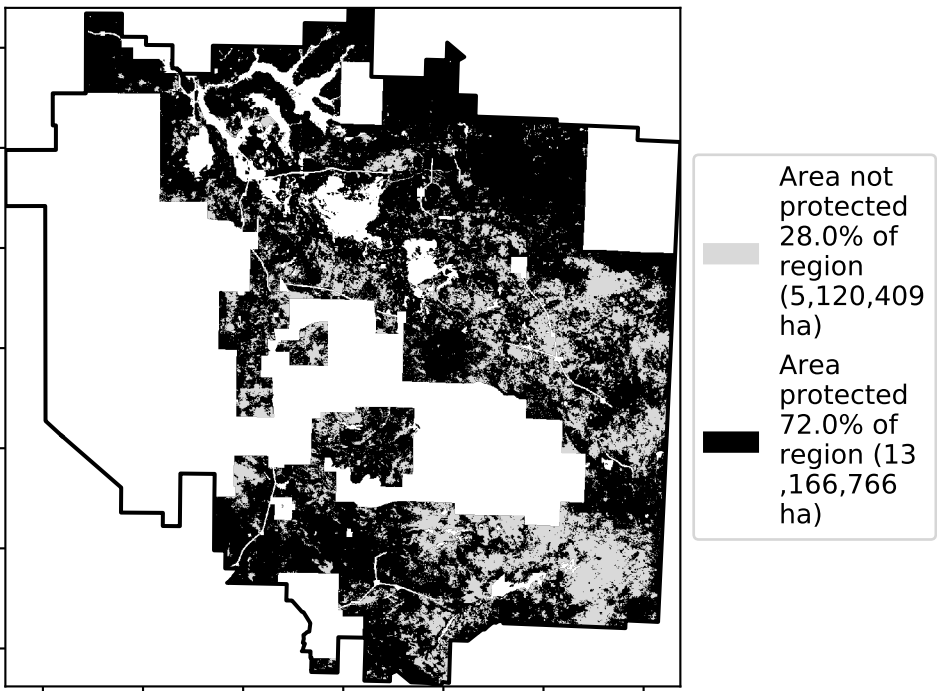 Area not
protected
28.0% of
region
(5,120,409
ha)
Area
protected
72.0% of
region (13
,166,766
ha)